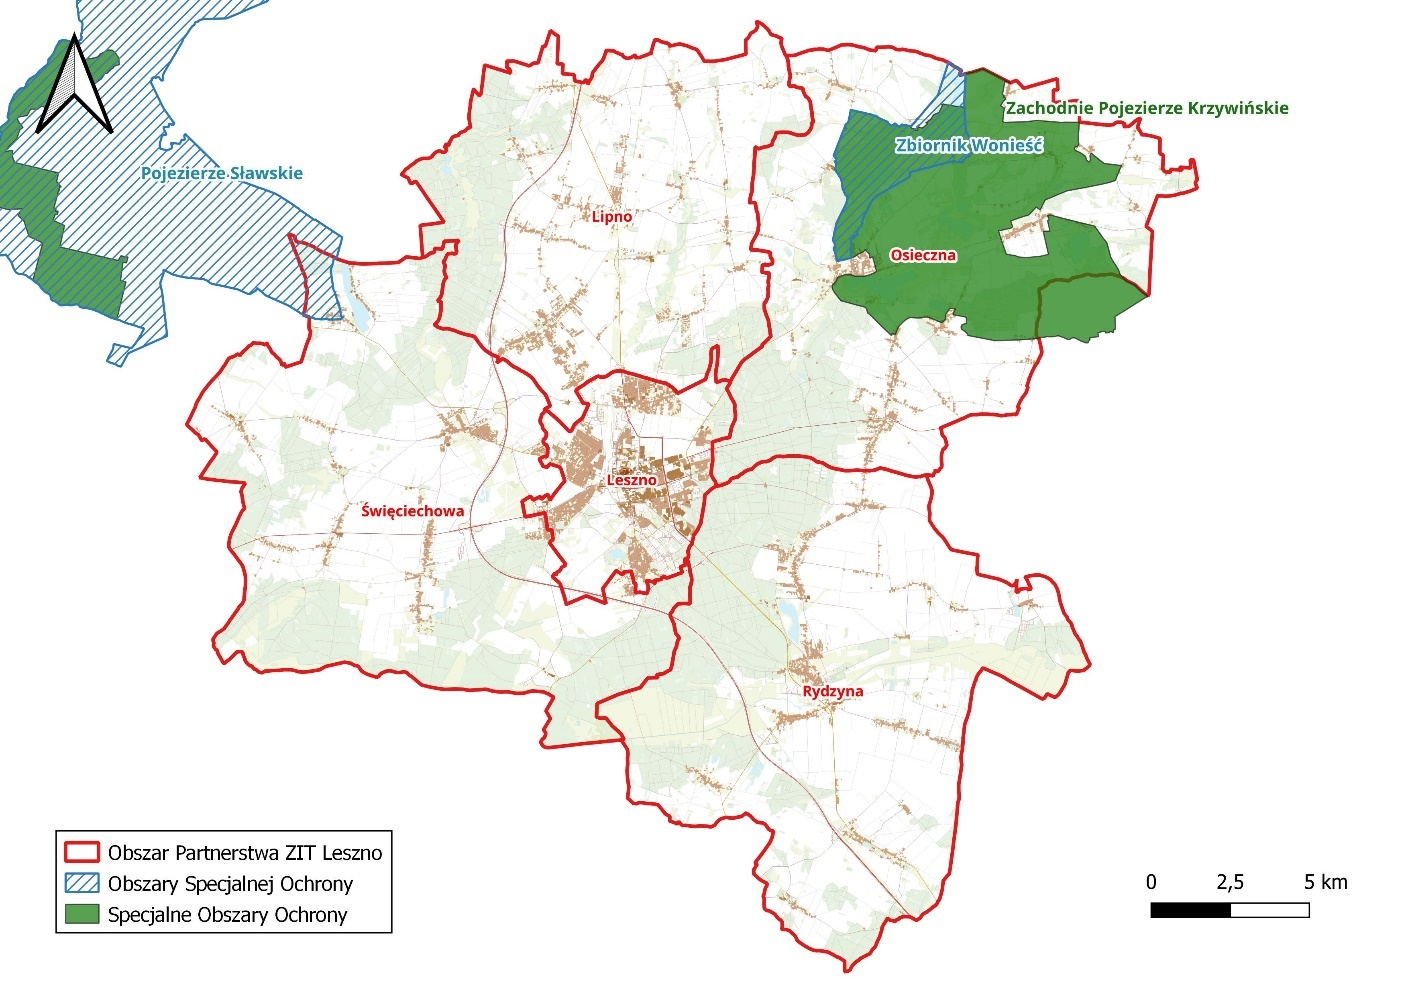 Zachodnie Pojezierze Krzywińskie
Zbiornik Wonieść
Pojezierze Sławskie
Lipno
Osieczna
Leszno
Święciechowa
Rydzyna
Obszar Partnerstwa ZIT Leszno
Obszary Specjalnej Ochrony
Specjalne Obszary Ochrony
0 2,5 5 km